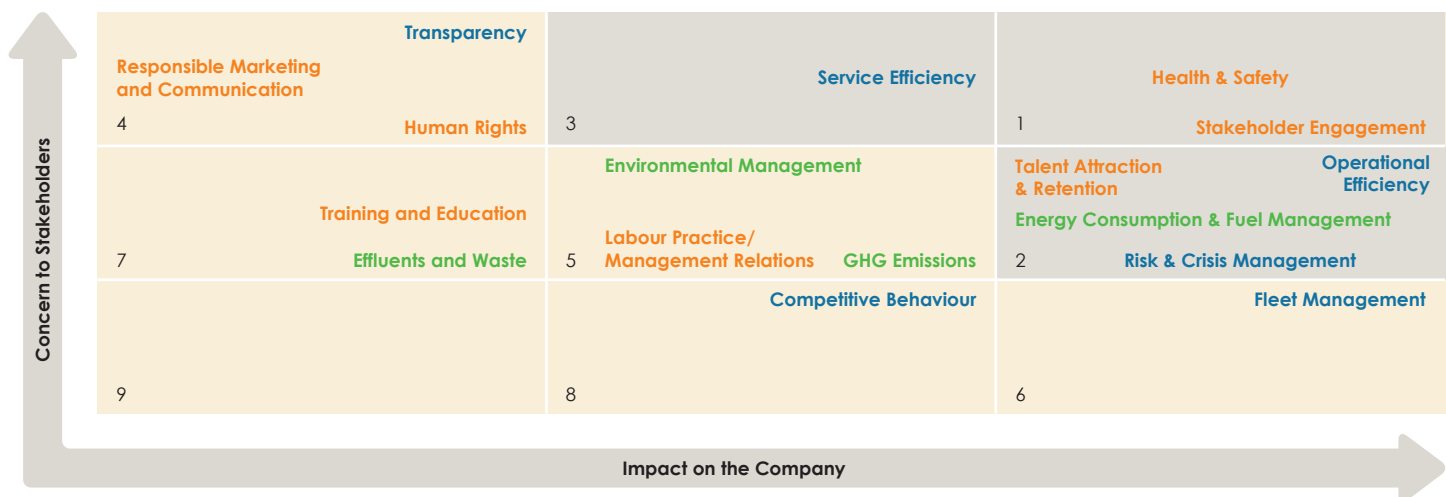 Concern to Stakeholders
Transparency
Responsible Marketing
and Communication
4
Human Rights
Service Efficiency
3
Health & Safety
1
Stakeholder Engagement
Training and Education
7
Effluents and Waste
Environmental Management
Labour Practice/
5
Management Relations
GHG Emissions
Talent Attraction
& Retention
Operational
Efficiency
Energy Consumption & Fuel Management
2
Risk & Crisis Management
9
Competitive Behaviour
8
Fleet Management
6
Impact on the Company